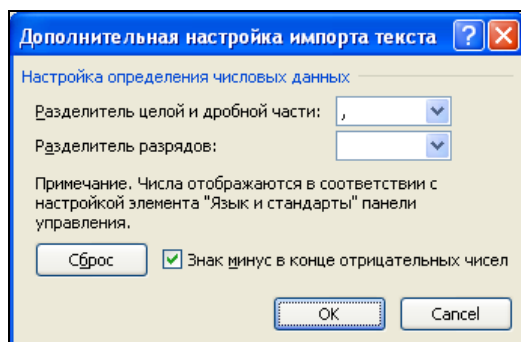 Дополнительная настройка импорта текста
Настройка определения числовых данных
Разделитель целой и дробной части: ,
Разделитель разрядов:
Примечание. Числа отображаются в соответствии с
настройкой элемента "Язык и стандарты" панели
управления.
Сброс Знак минус в конце отрицательных чисел
OK Cancel